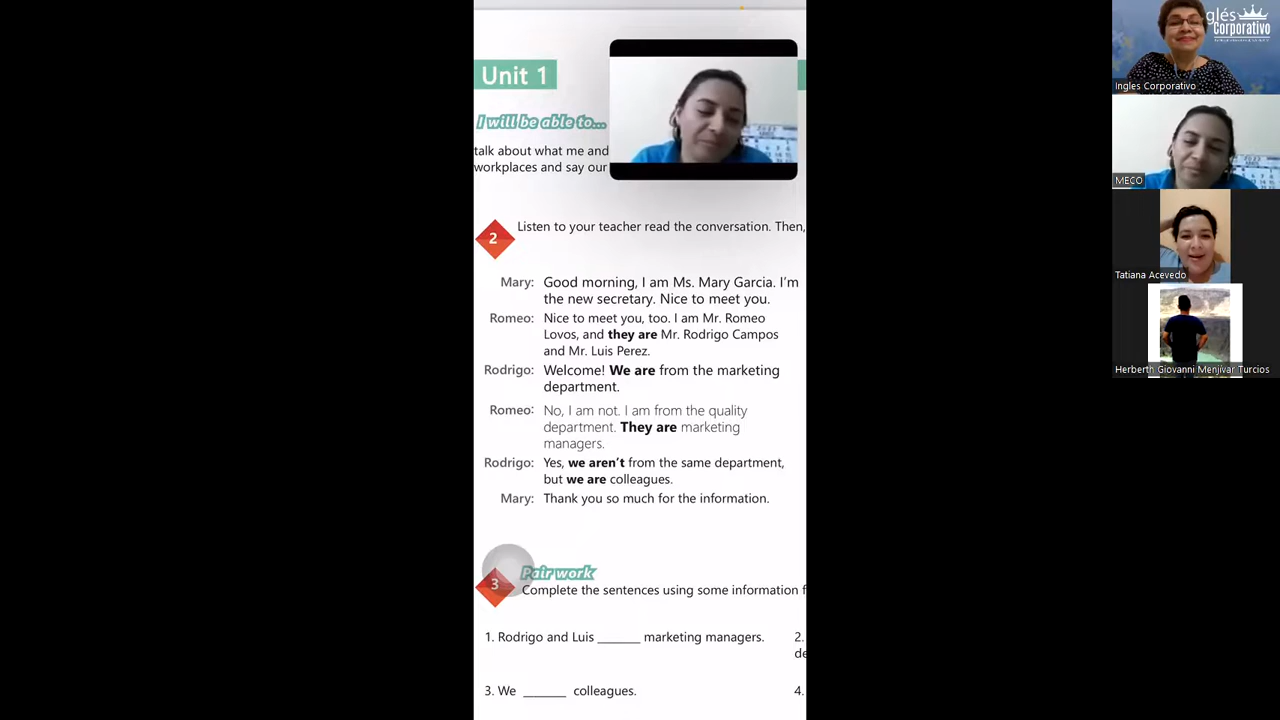 Unit 1
I will be able to...
talk about what me and
workplaces and say our
2
Listen to your teacher read the conversation. Then,
Mary: Good morning, I am Ms. Mary Garcia. I'm
the new secretary. Nice to meet you.
Romeo: Nice to meet you, too. I am Mr. Romeo
Lovos, and they are Mr. Rodrigo Campos
and Mr. Luis Perez.
Rodrigo: Welcome! We are from the marketing
department.
Romeo: No, I am not. I am from the quality
department. They are marketing
managers.
Rodrigo: Yes, we aren't from the same department,
but we are colleagues.
Mary: Thank you so much for the information.
3
Pair work
Complete the sentences using some information f
1. Rodrigo and Luis ______ marketing managers.
2.
de
3. We ______ colleagues.
4.
glés
Corporativo
Ingles Corporativo
MECO
Tatiana Acevedo
Herberth Giovanni Menjivar Turcios